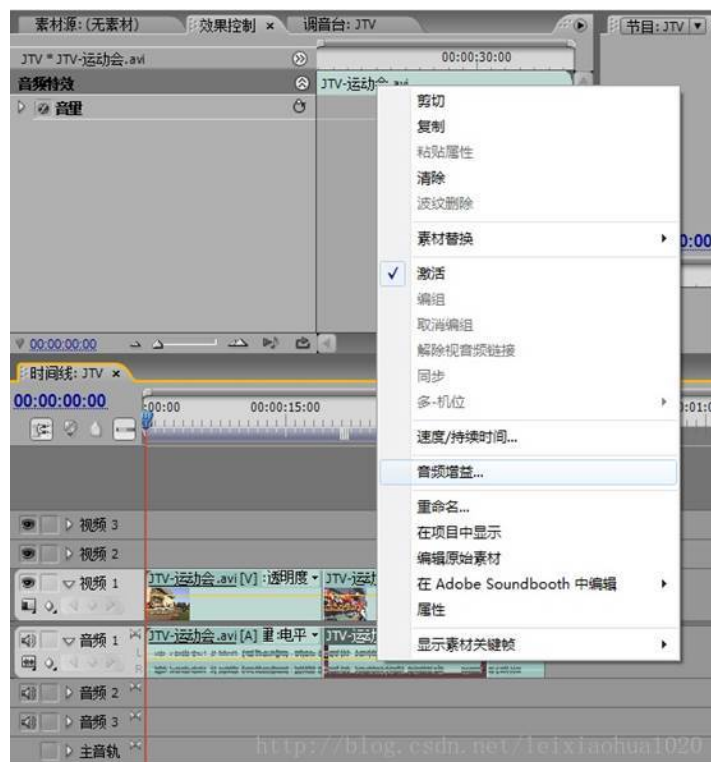 素材源:(无素材) 效果控制 × 调音台: JTV 节目: JTV
JTV * JTV-运动会.avi 00:00:30:00
音频特效 JTV-运动会.avi
音量
剪切
复制
粘贴属性
清除
波纹删除
素材替换
激活
编组
取消编组
解除视音频链接
同步
多-机位
速度/持续时间...
音频增益...
重命名...
在项目中显示
编辑原始素材
在 Adobe Soundbooth 中编辑
属性
显示素材关键帧
00:00:00:00
时间线: JTV ×
00:00:00:00 :00:00 00:00:15:00
视频 3
视频 2
视频 1 JTV-运动会.avi [V] :透明度
音频 1 JTV-运动会.avi [A] 量:电平
L
R
音频 2
音频 3
主音轨
http://blog.csdn.net/leixiaohua1020